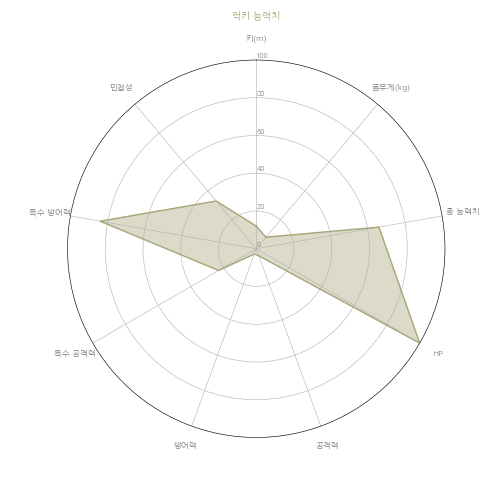 럭키 능력치
키(m)
100
민첩성
몸무게(kg)
80
60
40
특수 방어력
20
총 능력치
0
특수 공격력
HP
방어력
공격력